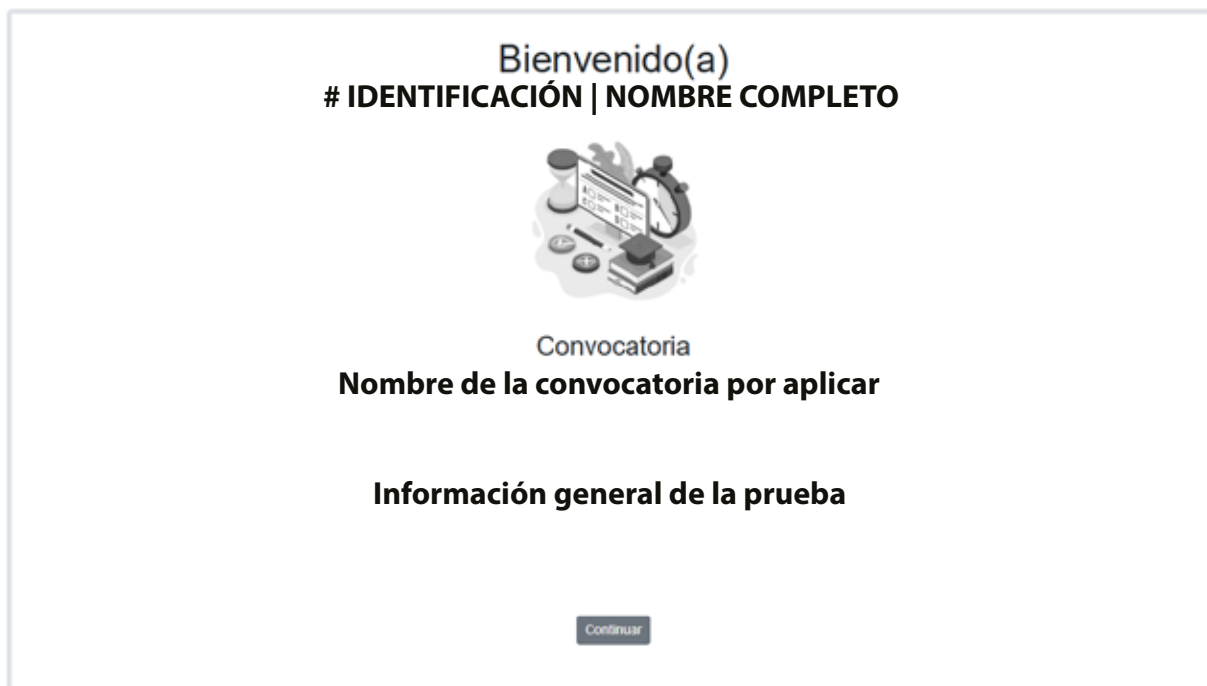 Bienvenido(a)
# IDENTIFICACIÓN | NOMBRE COMPLETO
Convocatoria
Nombre de la convocatoria por aplicar
Información general de la prueba
Continuar